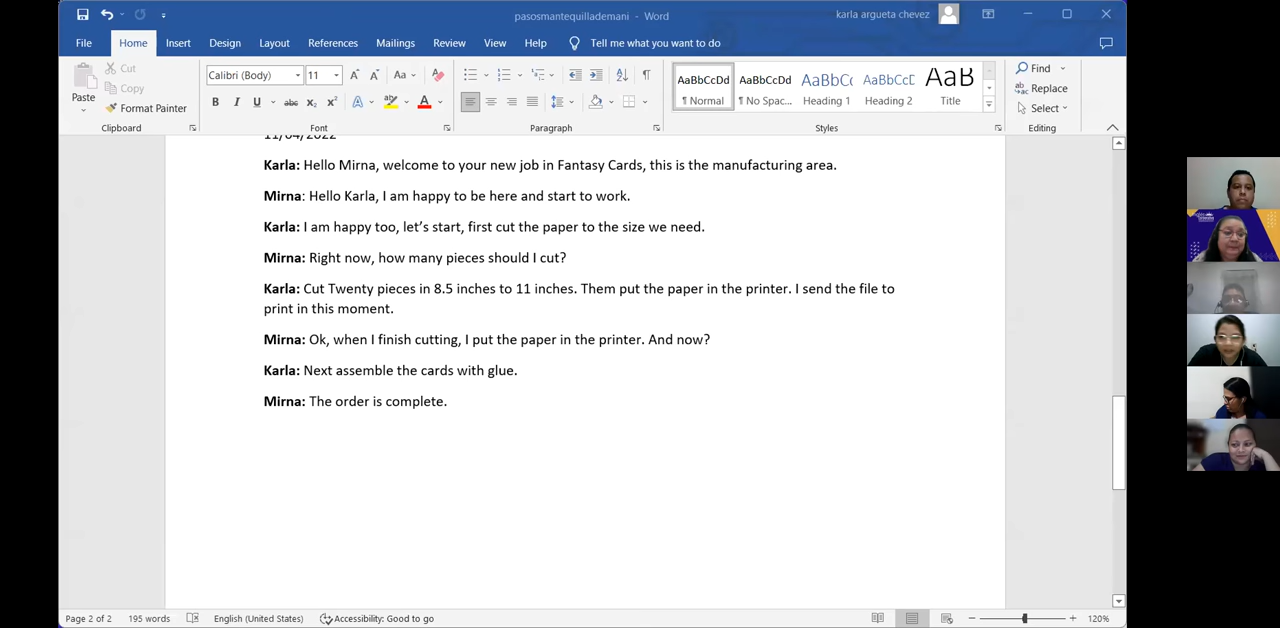 pasosmantequillademani - Word
karla argueta chevez
File Home Insert Design Layout References Mailings Review View Help Tell me what you want to do
Paste
Cut
Copy
Format Painter
Clipboard
Calibri (Body) 11
Font
Paragraph
AaBbCcDd AaBbCcDd AaBbC AaBbCcD AaB
¶ Normal ¶ No Spac... Heading 1 Heading 2 Title
Styles
Find
Replace
Select
Editing
11/04/2022
Karla: Hello Mirna, welcome to your new job in Fantasy Cards, this is the manufacturing area.
Mirna: Hello Karla, I am happy to be here and start to work.
Karla: I am happy too, let's start, first cut the paper to the size we need.
Mirna: Right now, how many pieces should I cut?
Karla: Cut Twenty pieces in 8.5 inches to 11 inches. Them put the paper in the printer. I send the file to
print in this moment.
Mirna: Ok, when I finish cutting, I put the paper in the printer. And now?
Karla: Next assemble the cards with glue.
Mirna: The order is complete.
Page 2 of 2 195 words English (United States) Accessibility: Good to go 120%